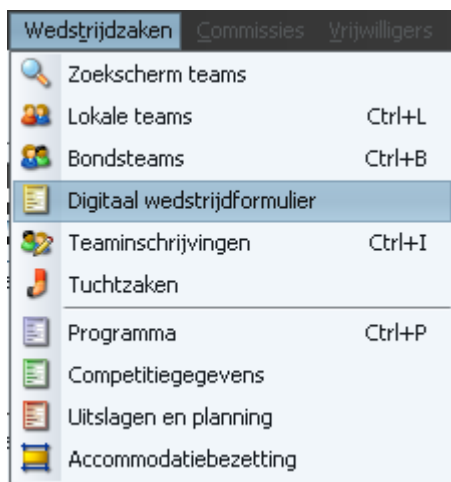 Wedstrijdzaken Commissies Vrijwilligers
Zoekscherm teams
Lokale teams Ctrl+L
Bondsteams Ctrl+B
Digitaal wedstrijdformulier
Teaminschrijvingen Ctrl+I
Tuchtzaken
Programma Ctrl+P
Competitiegegevens
Uitslagen en planning
Accommodatiebezetting